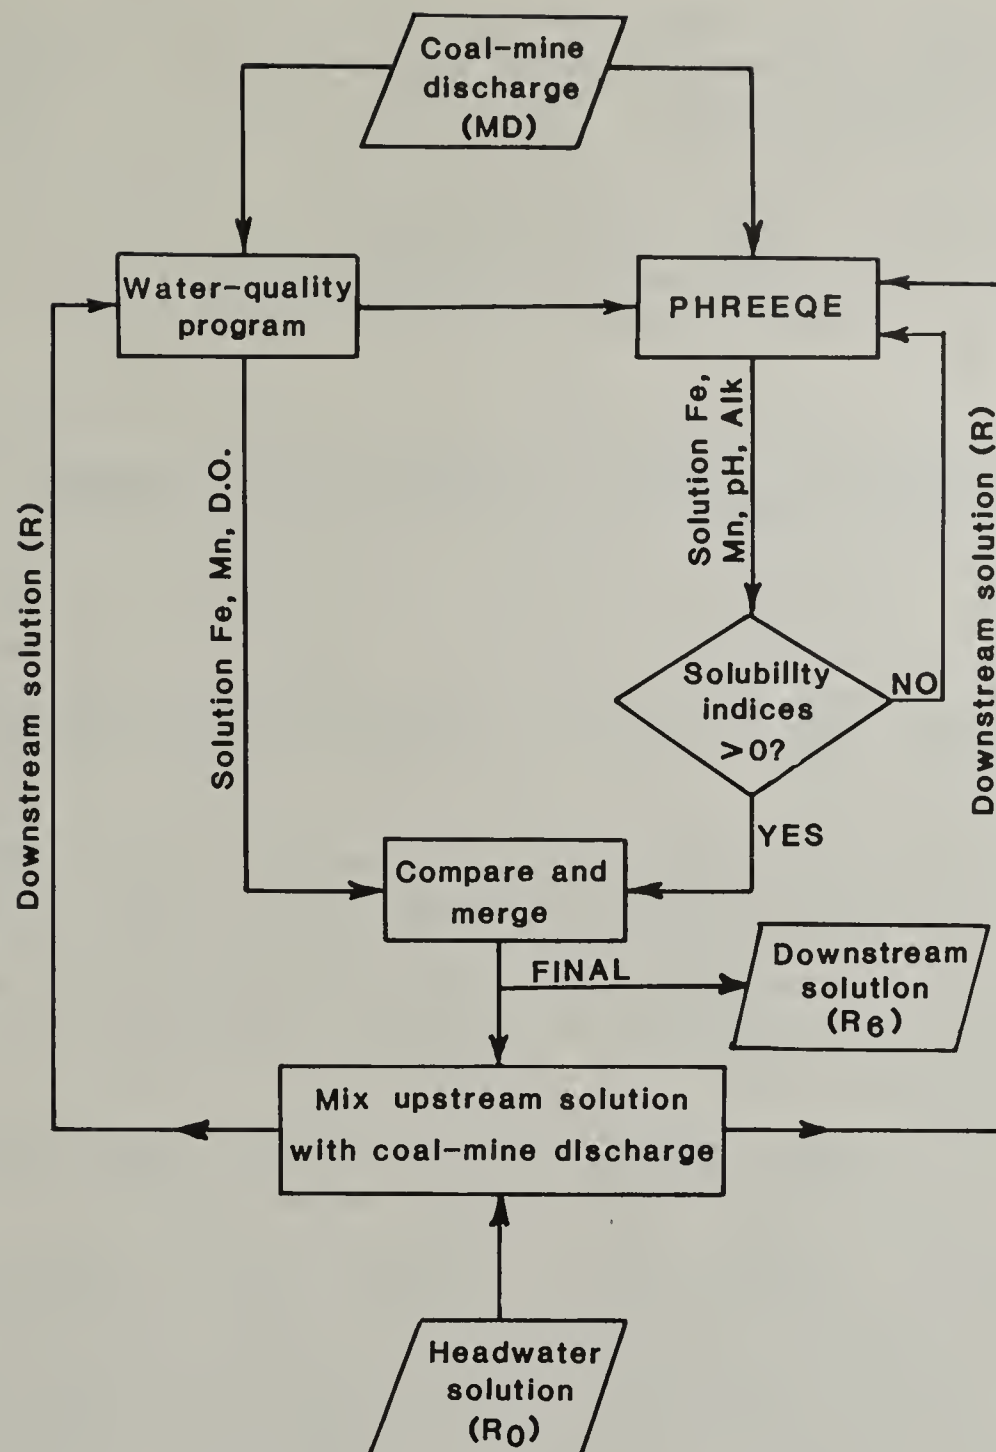 Coal-mine
discharge
(MD)
Water-quality
program
PHREEQE
Solution Fe,
Mn, pH, Alk
Solution Fe, Mn, D.O.
Downstream solution (R)
Downstream solution (R)
Solubility
indices
>0?
NO
YES
Compare and
merge
FINAL
Downstream
solution
(R6)
Mix upstream solution
with coal-mine discharge
Headwater
solution
(R0)